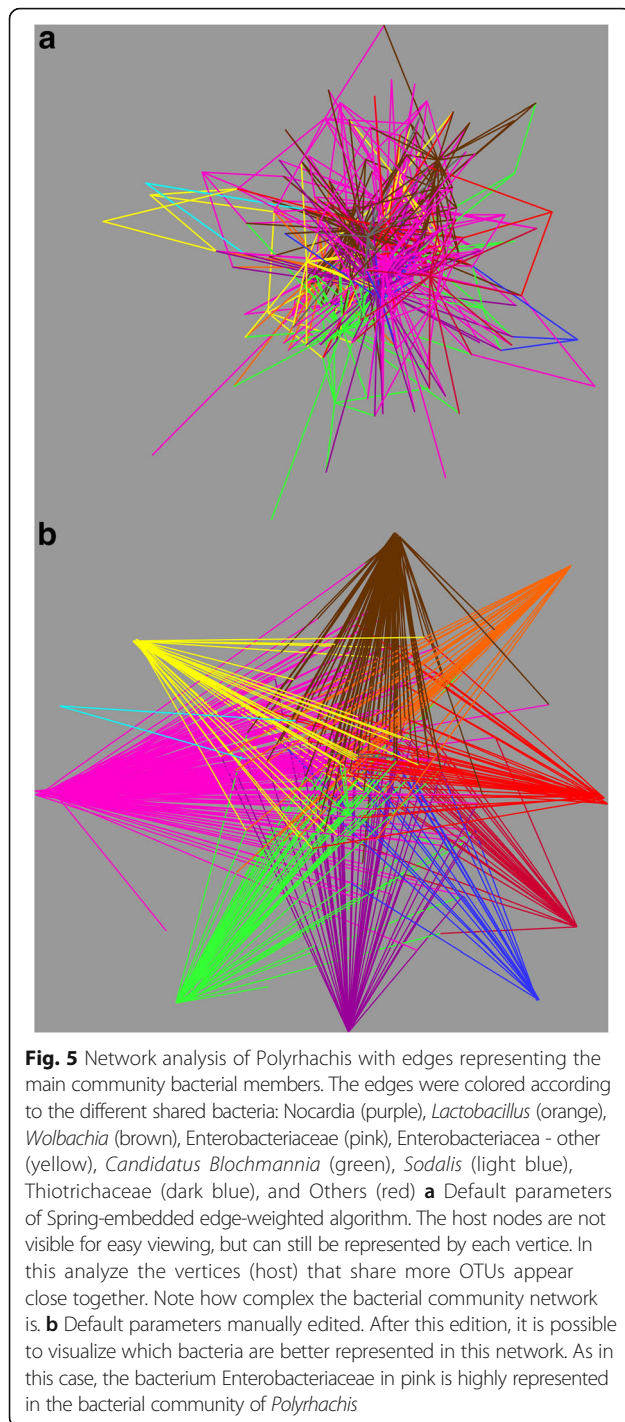 a
b
Fig. 5 Network analysis of Polyrhachis with edges representing the
main community bacterial members. The edges were colored according
to the different shared bacteria: Nocardia (purple), Lactobacillus (orange),
Wolbachia (brown), Enterobacteriaceae (pink), Enterobacteriacea - other
(yellow), Candidatus Blochmannia (green), Sodalis (light blue),
Thiotrichaceae (dark blue), and Others (red) a Default parameters
of Spring-embedded edge-weighted algorithm. The host nodes are not
visible for easy viewing, but can still be represented by each vertice. In
this analyze the vertices (host) that share more OTUs appear
close together. Note how complex the bacterial community network
is. b Default parameters manually edited. After this edition, it is possible
to visualize which bacteria are better represented in this network. As in
this case, the bacterium Enterobacteriaceae in pink is highly represented
in the bacterial community of Polyrhachis